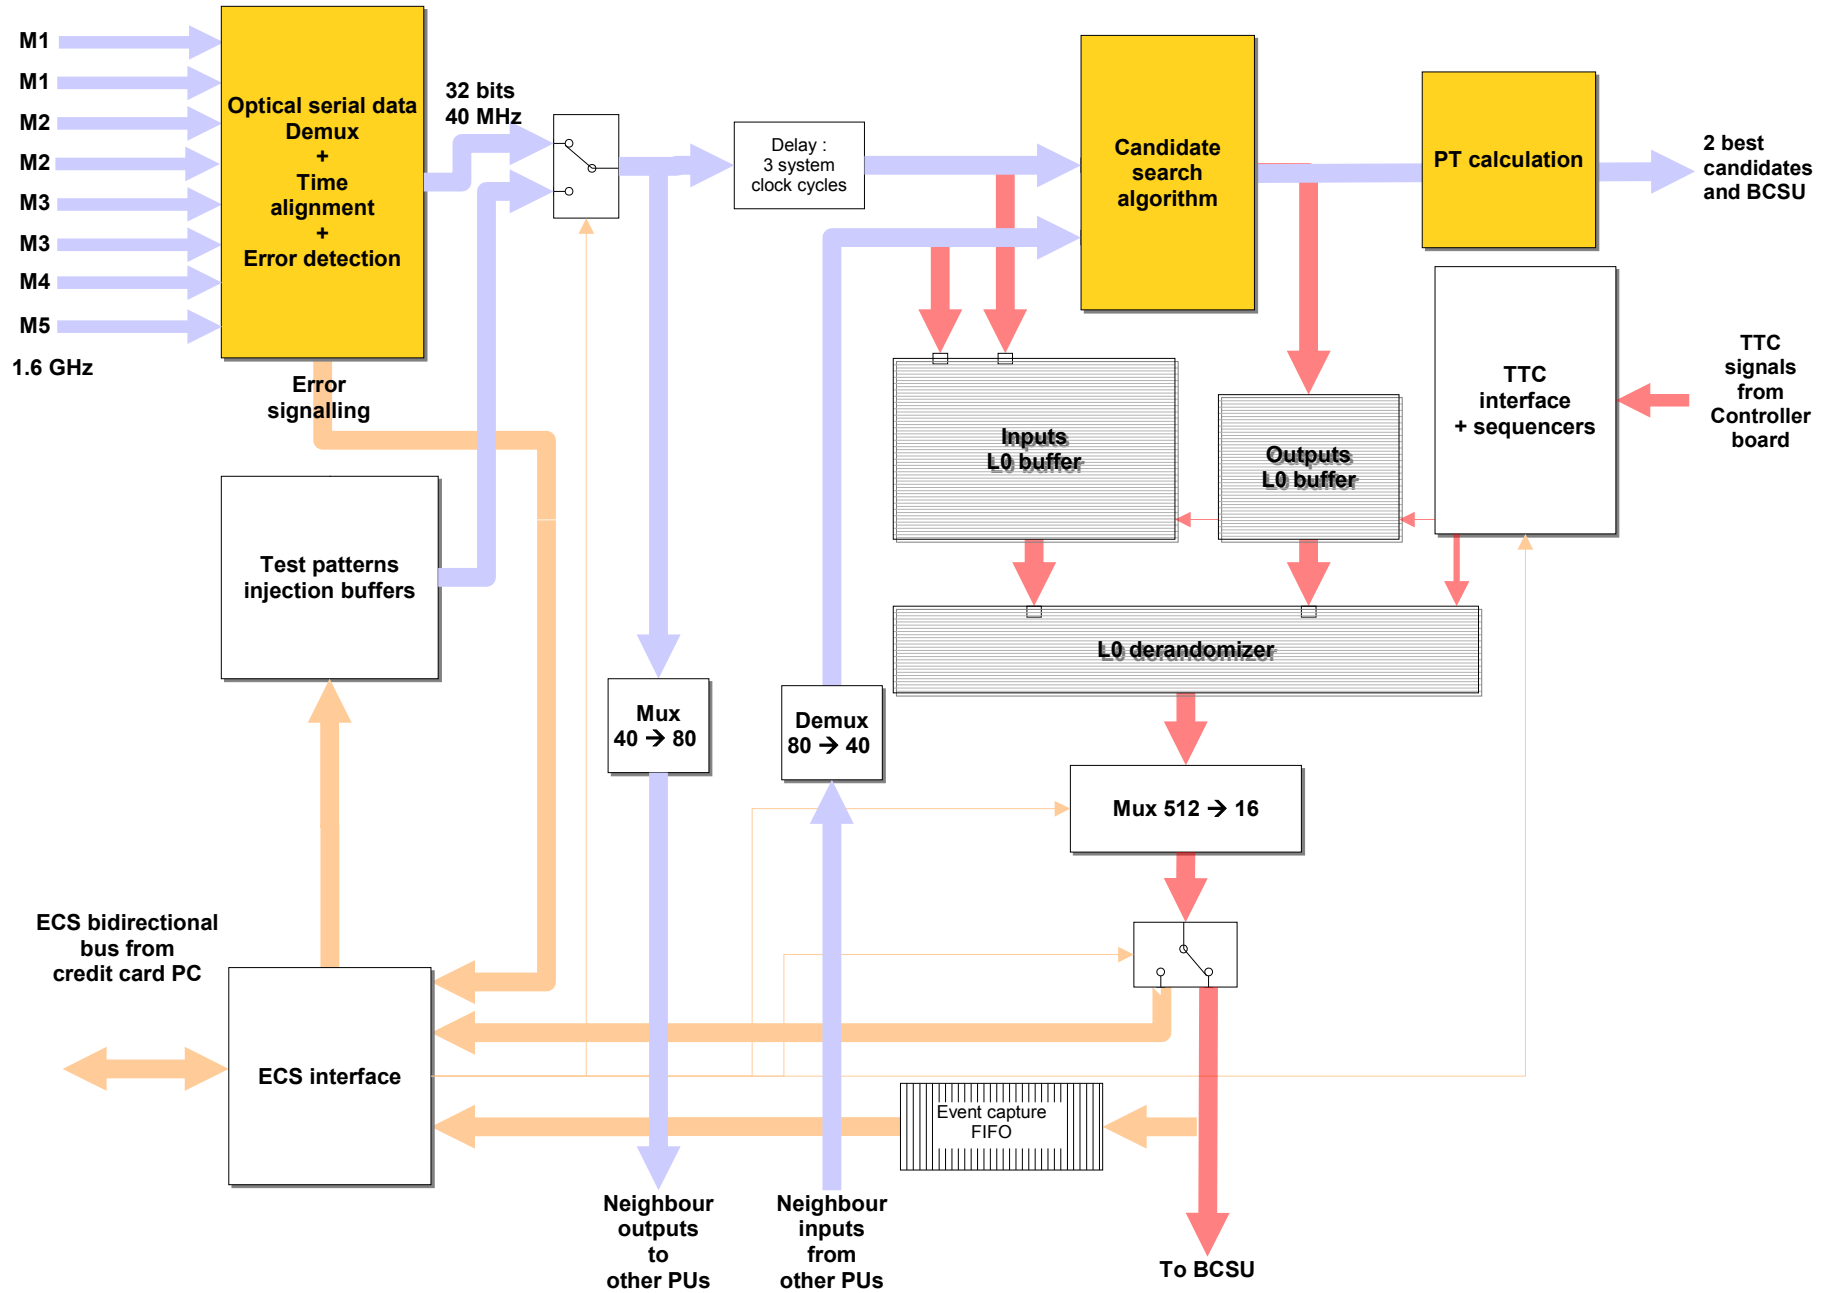 M1
M1
M2
M2
M3
M3
M4
M5
1.6 GHz
Optical serial data
Demux
+
Time
alignment
+
Error detection
32 bits
40 MHz
Delay :
3 system
clock cycles
Candidate
search
algorithm
PT calculation
2 best
candidates
and BCSU
Error
signalling
Inputs
L0 buffer
Outputs
L0 buffer
TTC
interface
+ sequencers
TTC
signals
from
Controller
board
Test patterns
injection buffers
L0 derandomizer
Mux
40 → 80
Demux
80 → 40
Mux 512 → 16
ECS bidirectional
bus from
credit card PC
ECS interface
Event capture
FIFO
Neighbour
outputs
to
other PUs
Neighbour
inputs
from
other PUs
To BCSU